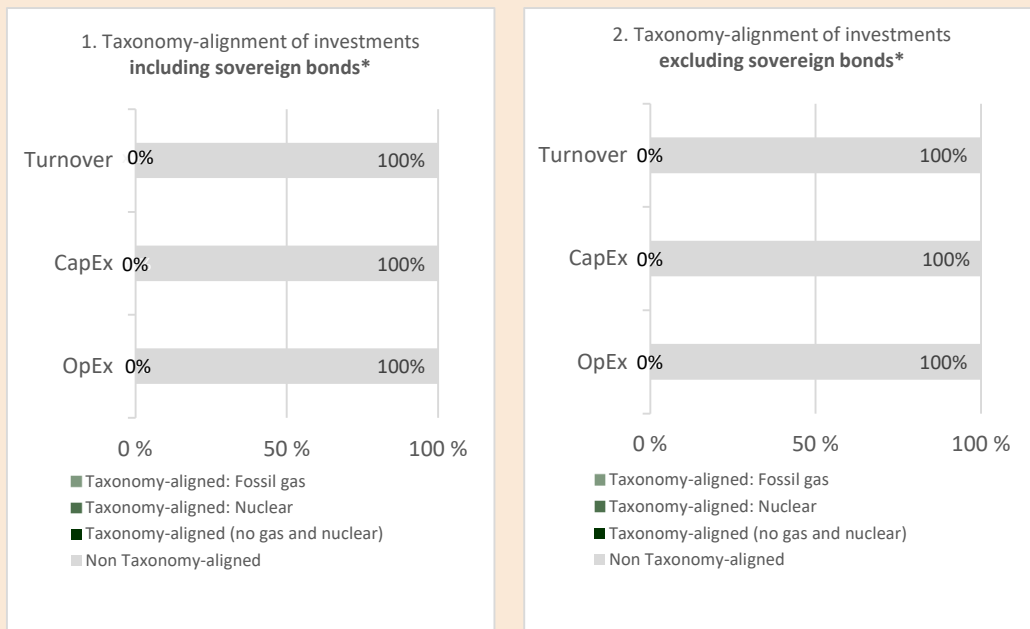 1. Taxonomy-alignment of investments
including sovereign bonds*
Turnover 0% 100%
CapEx 0% 100%
OpEx 0% 100%
0 % 50 % 100 %
Taxonomy-aligned: Fossil gas
Taxonomy-aligned: Nuclear
Taxonomy-aligned (no gas and nuclear)
Non Taxonomy-aligned
2. Taxonomy-alignment of investments
excluding sovereign bonds*
Turnover 0% 100%
CapEx 0% 100%
OpEx 0% 100%
0 % 50 % 100 %
Taxonomy-aligned: Fossil gas
Taxonomy-aligned: Nuclear
Taxonomy-aligned (no gas and nuclear)
Non Taxonomy-aligned